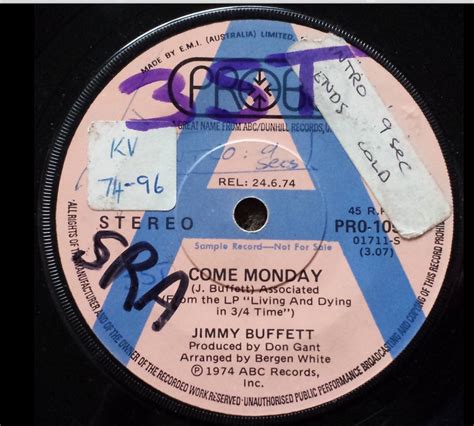 MADE BY E.M.I. (AUSTRALIA) LIMITED,
PROBE
35T
"A GREAT NAME FROM ABC/DUNHILL RECORDS,
INTRO: 9 SEC
ENDS COLD
KV
74-96
CO: 9
Secs
REL: 24.6.74
STEREO
45 R.P.
PRO-10
01711-S
(3.07)
Sample Record—Not For Sale
SRA
COME MONDAY
(J. Buffett) Associated
(From the LP "Living And Dying
in 3/4 Time")
JIMMY BUFFETT
Produced by Don Gant
Arranged by Bergen White
℗ 1974 ABC Records,
Inc.
ALL RIGHTS OF THE MANUFACTURER AND OF THE OWNER OF THE RECORDED WORK RESERVED. UNAUTHORISED PUBLIC PERFORMANCE BROADCASTING AND COPYING OF THIS RECORD PROHIB